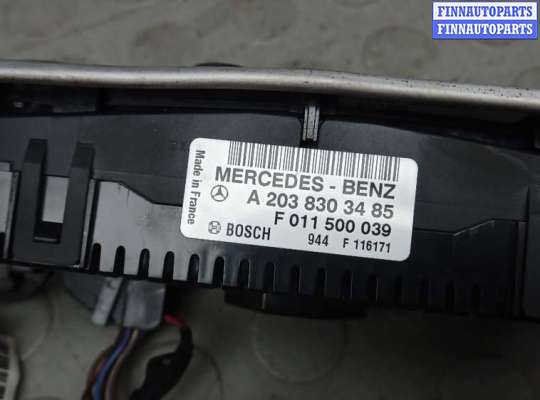 FINNAUTOPARTS
FINNAUTOPARTS
Made in France
MERCEDES - BENZ
A 203 830 34 85
F 011 500 039
BOSCH 944 F 116171